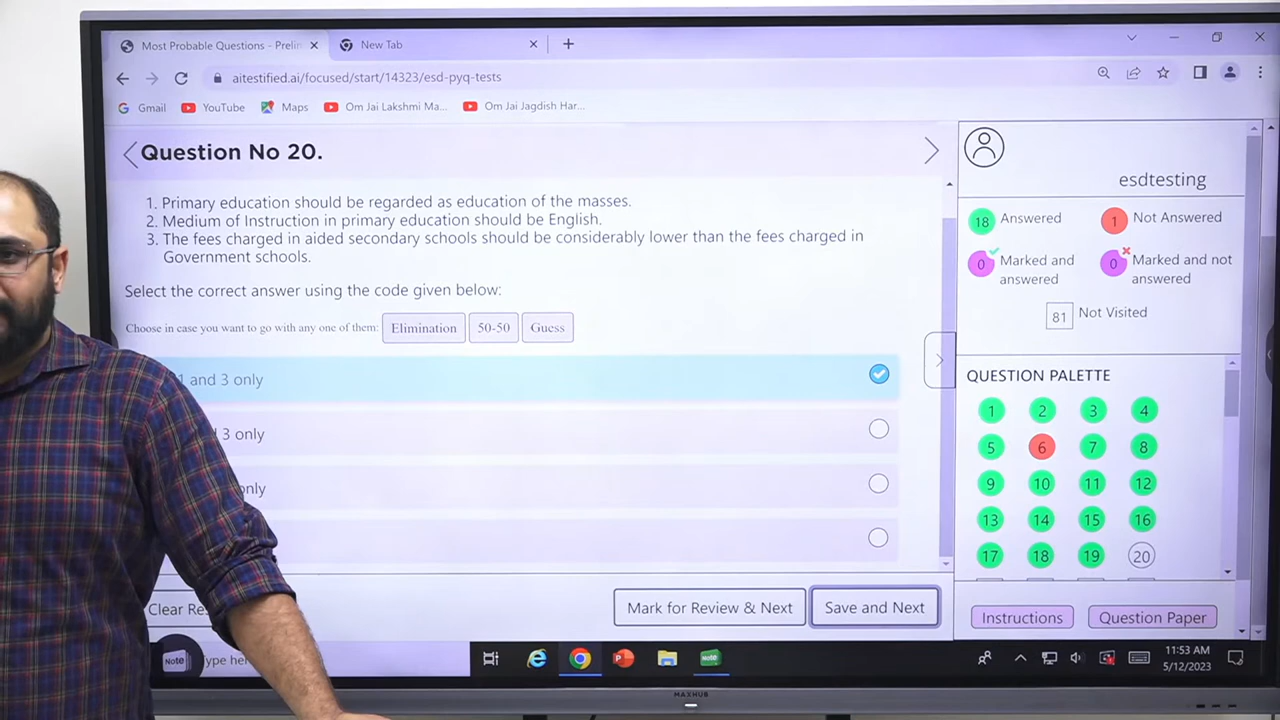 Most Probable Questions - Prelin
New Tab
aitestified.ai/focused/start/14323/esd-pyq-tests
Gmail
YouTube
Maps
Om Jai Lakshmi Ma...
Om Jai Jagdish Har...
Question No 20.
1. Primary education should be regarded as education of the masses.
2. Medium of Instruction in primary education should be English.
3. The fees charged in aided secondary schools should be considerably lower than the fees charged in
Government schools.
Select the correct answer using the code given below:
Choose in case you want to go with any one of them: Elimination 50-50 Guess
1 and 3 only
3 only
only
Clear Re
Mark for Review & Next
Save and Next
esdtesting
18 Answered
1 Not Answered
0 Marked and
answered
0 Marked and not
answered
81 Not Visited
QUESTION PALETTE
1 2 3 4
5 6 7 8
9 10 11 12
13 14 15 16
17 18 19 20
Instructions
Question Paper
Note
ype her
Note
11:53 AM
5/12/2023
MAXHUB